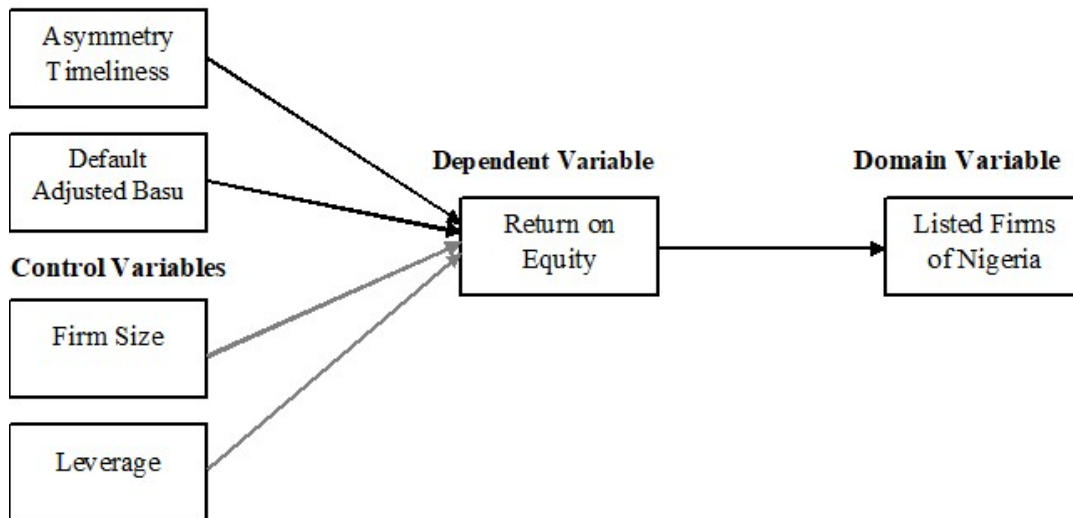 Asymmetry
Timeliness
Default
Adjusted Basu
Control Variables
Firm Size
Leverage
Dependent Variable
Return on
Equity
Domain Variable
Listed Firms
of Nigeria